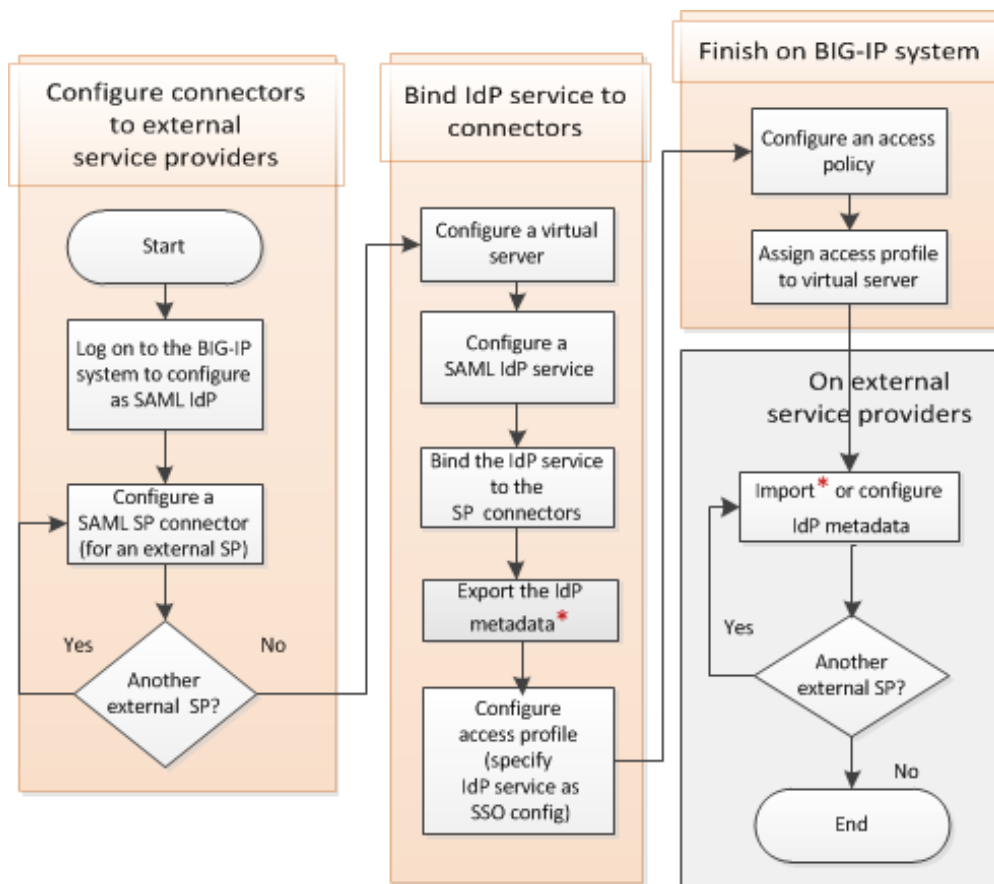 Configure connectors
to external
service providers
Start
Log on to the BIG-IP
system to configure
as SAML IdP
Configure a
SAML SP connector
(for an external SP)
Yes
No
Another
external SP?
Bind IdP service to
connectors
Configure a virtual
server
Configure a
SAML IdP service
Bind the IdP service
to the
SP connectors
Export the IdP
metadata*
Configure
access profile
(specify
IdP service as
SSO config)
Finish on BIG-IP system
Configure an access
policy
Assign access profile
to virtual server
On external
service providers
Import* or configure
IdP metadata
Yes
Another
external SP?
No
End